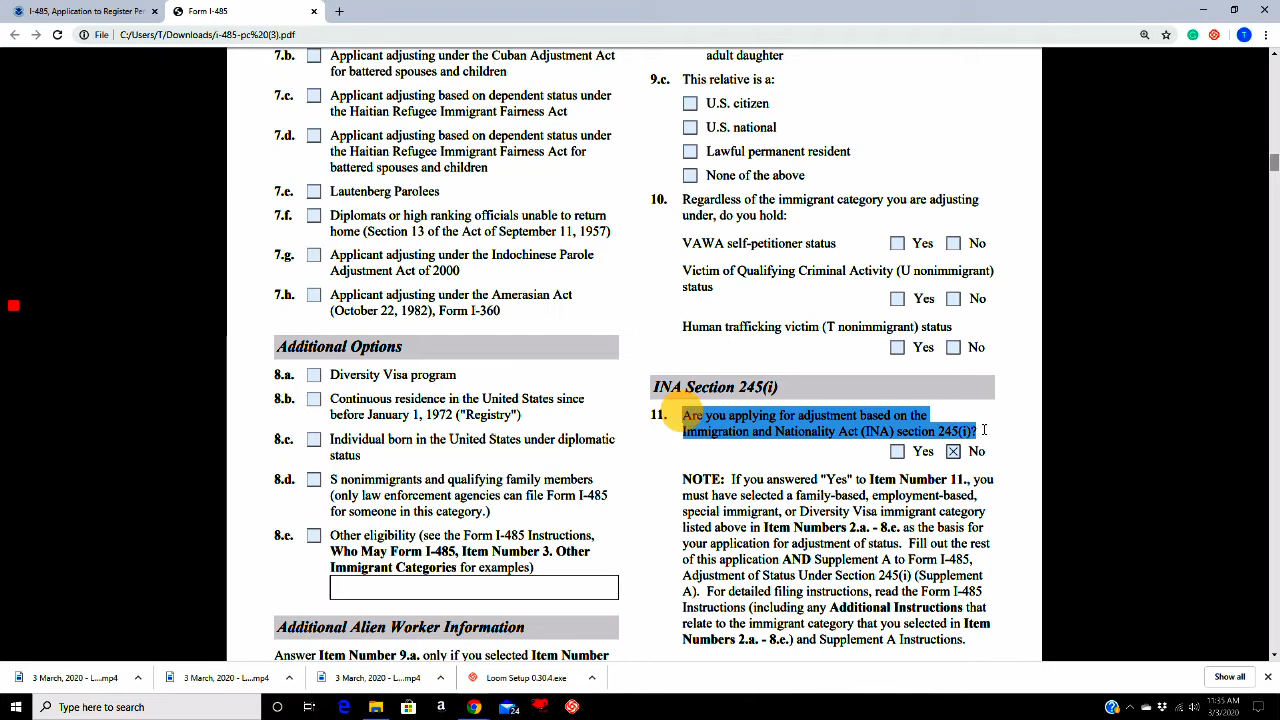 I-485, Application to Register Per
Form I-485
File
C:/Users/T/Downloads/i-485-pc%20(3).pdf
T
7.b. Applicant adjusting under the Cuban Adjustment Act
for battered spouses and children
7.c. Applicant adjusting based on dependent status under
the Haitian Refugee Immigrant Fairness Act
7.d. Applicant adjusting based on dependent status under
the Haitian Refugee Immigrant Fairness Act for
battered spouses and children
7.e. Lautenberg Parolees
7.f. Diplomats or high ranking officials unable to return
home (Section 13 of the Act of September 11, 1957)
7.g. Applicant adjusting under the Indochinese Parole
Adjustment Act of 2000
7.h. Applicant adjusting under the Amerasian Act
(October 22, 1982), Form I-360
Additional Options
8.a. Diversity Visa program
8.b. Continuous residence in the United States since
before January 1, 1972 ("Registry")
8.c. Individual born in the United States under diplomatic
status
8.d. S nonimmigrants and qualifying family members
(only law enforcement agencies can file Form I-485
for someone in this category.)
8.e. Other eligibility (see the Form I-485 Instructions,
Who May Form I-485, Item Number 3. Other
Immigrant Categories for examples)
Additional Alien Worker Information
Answer Item Number 9.a. only if you selected Item Number
adult daughter
9.c. This relative is a:
U.S. citizen
U.S. national
Lawful permanent resident
None of the above
10. Regardless of the immigrant category you are adjusting
under, do you hold:
VAWA self-petitioner status Yes No
Victim of Qualifying Criminal Activity (U nonimmigrant)
status
Yes No
Human trafficking victim (T nonimmigrant) status
Yes No
INA Section 245(i)
11. Are you applying for adjustment based on the
Immigration and Nationality Act (INA) section 245(i)?
Yes No
NOTE: If you answered "Yes" to Item Number 11., you
must have selected a family-based, employment-based,
special immigrant, or Diversity Visa immigrant category
listed above in Item Numbers 2.a. - 8.e. as the basis for
your application for adjustment of status. Fill out the rest
of this application AND Supplement A to Form I-485,
Adjustment of Status Under Section 245(i) (Supplement
A). For detailed filing instructions, read the Form I-485
Instructions (including any Additional Instructions that
relate to the immigrant category that you selected in Item
Numbers 2.a. - 8.e.) and Supplement A Instructions.
3 March, 2020 - L....mp4
3 March, 2020 - L....mp4
3 March, 2020 - L....mp4
Loom Setup 0.30.4.exe
Show all
Type here to search
a
24
11:35 AM
3/3/2020